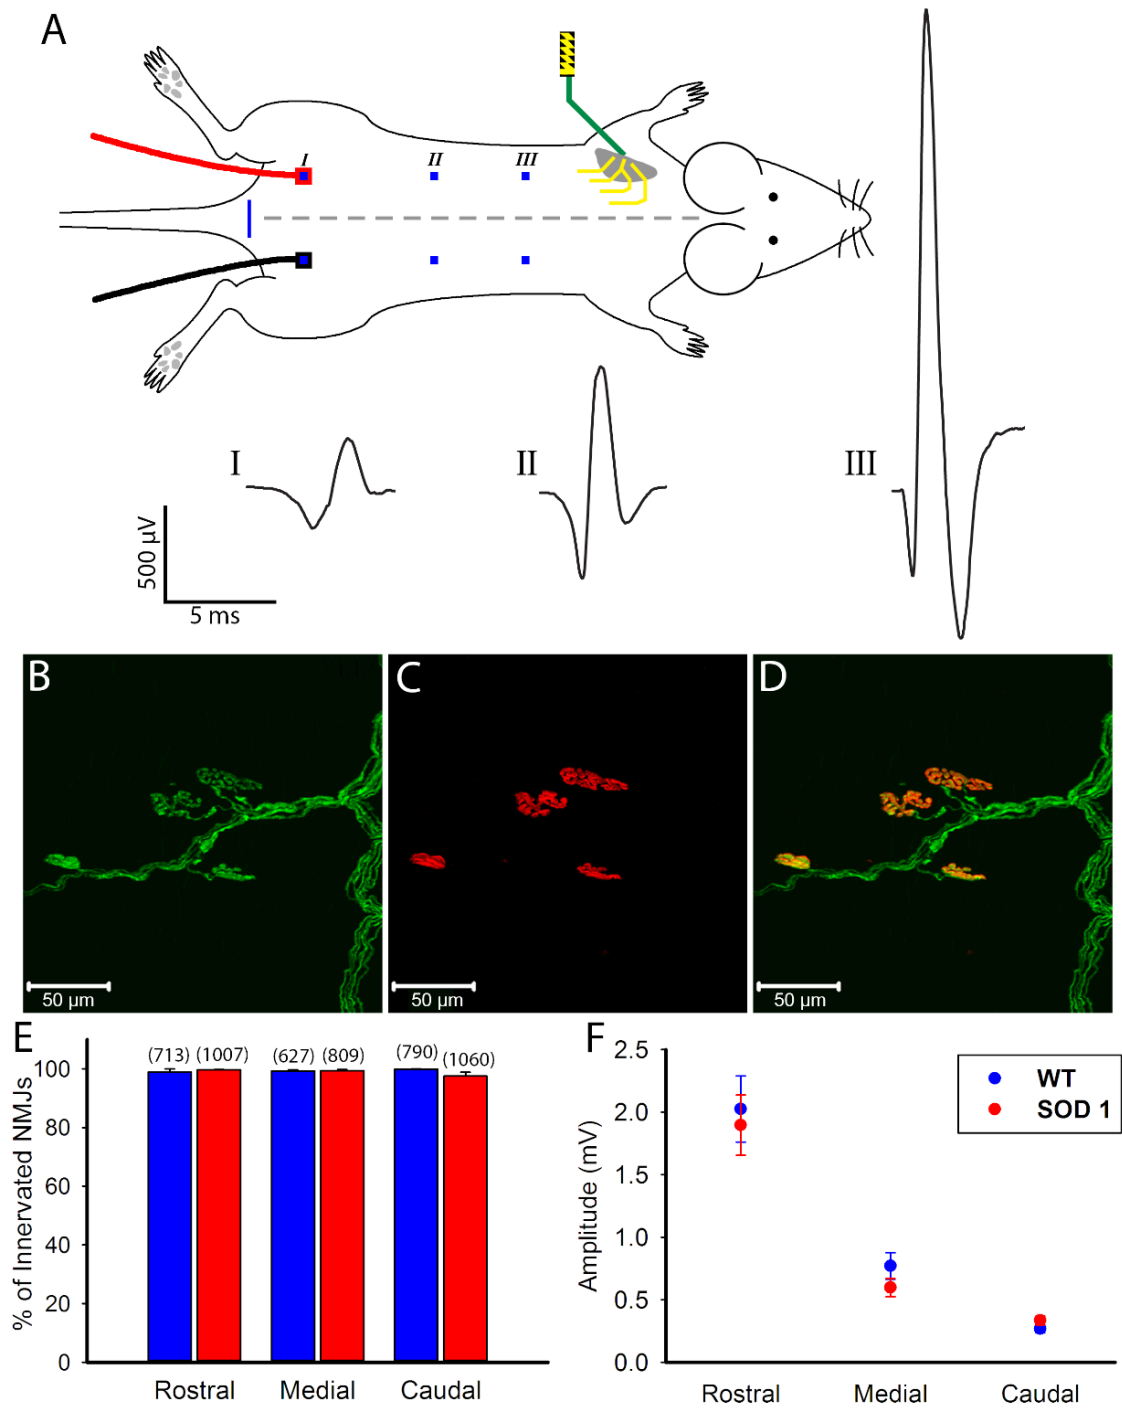 A
I
II
III
I
II
III
500 µV
5 ms
B
C
D
50 µm
50 µm
50 µm
E
(713)
(1007)
(627)
(809)
(790)
(1060)
% of Innervated NMJs
100
80
60
40
20
0
Rostral
Medial
Caudal
F
Amplitude (mV)
2.5
2.0
1.5
1.0
0.5
0.0
WT
SOD 1
Rostral
Medial
Caudal